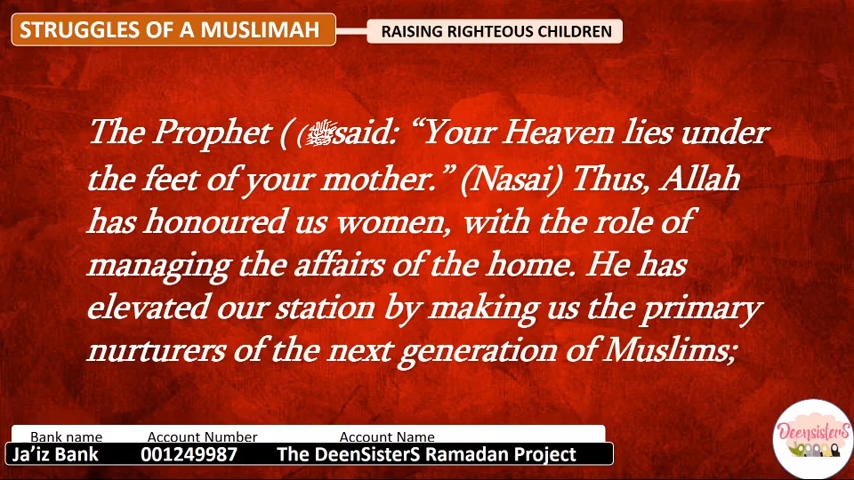 STRUGGLES OF A MUSLIMAH
RAISING RIGHTEOUS CHILDREN
The Prophet ( (ﷺsaid: “Your Heaven lies under
the feet of your mother.” (Nasai) Thus, Allah
has honoured us women, with the role of
managing the affairs of the home. He has
elevated our station by making us the primary
nurturers of the next generation of Muslims;
Bank name Account Number Account Name
Ja’iz Bank 001249987 The DeenSisterS Ramadan Project
DeensisterS